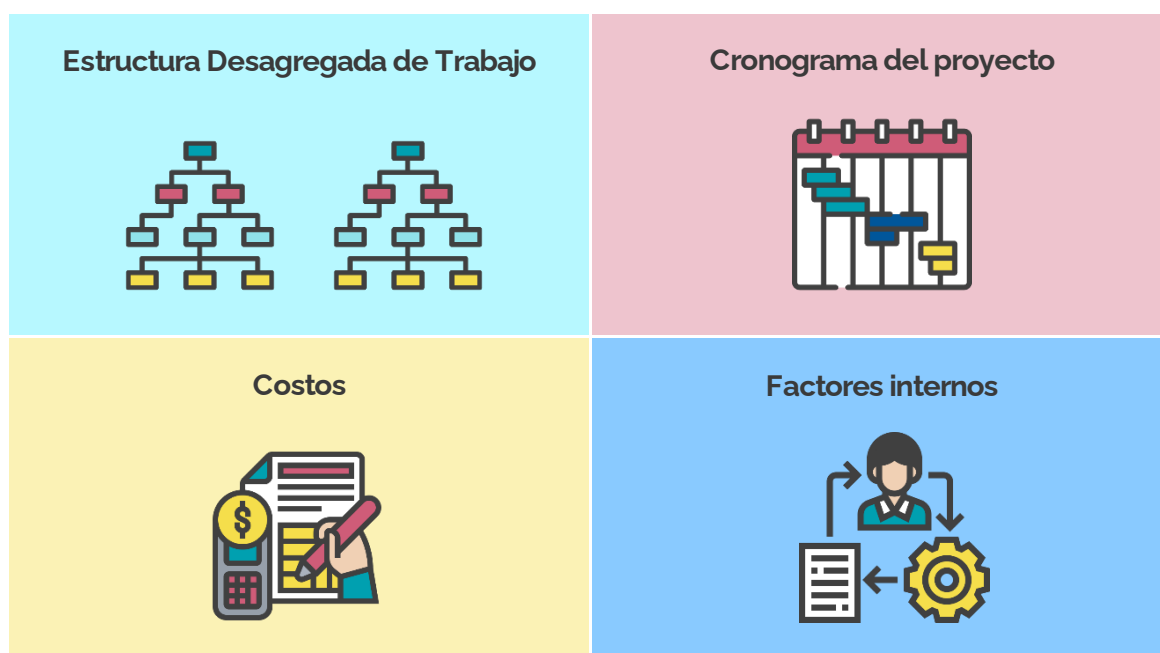 Estructura Desagregada de Trabajo
Cronograma del proyecto
Costos
$
Factores internos